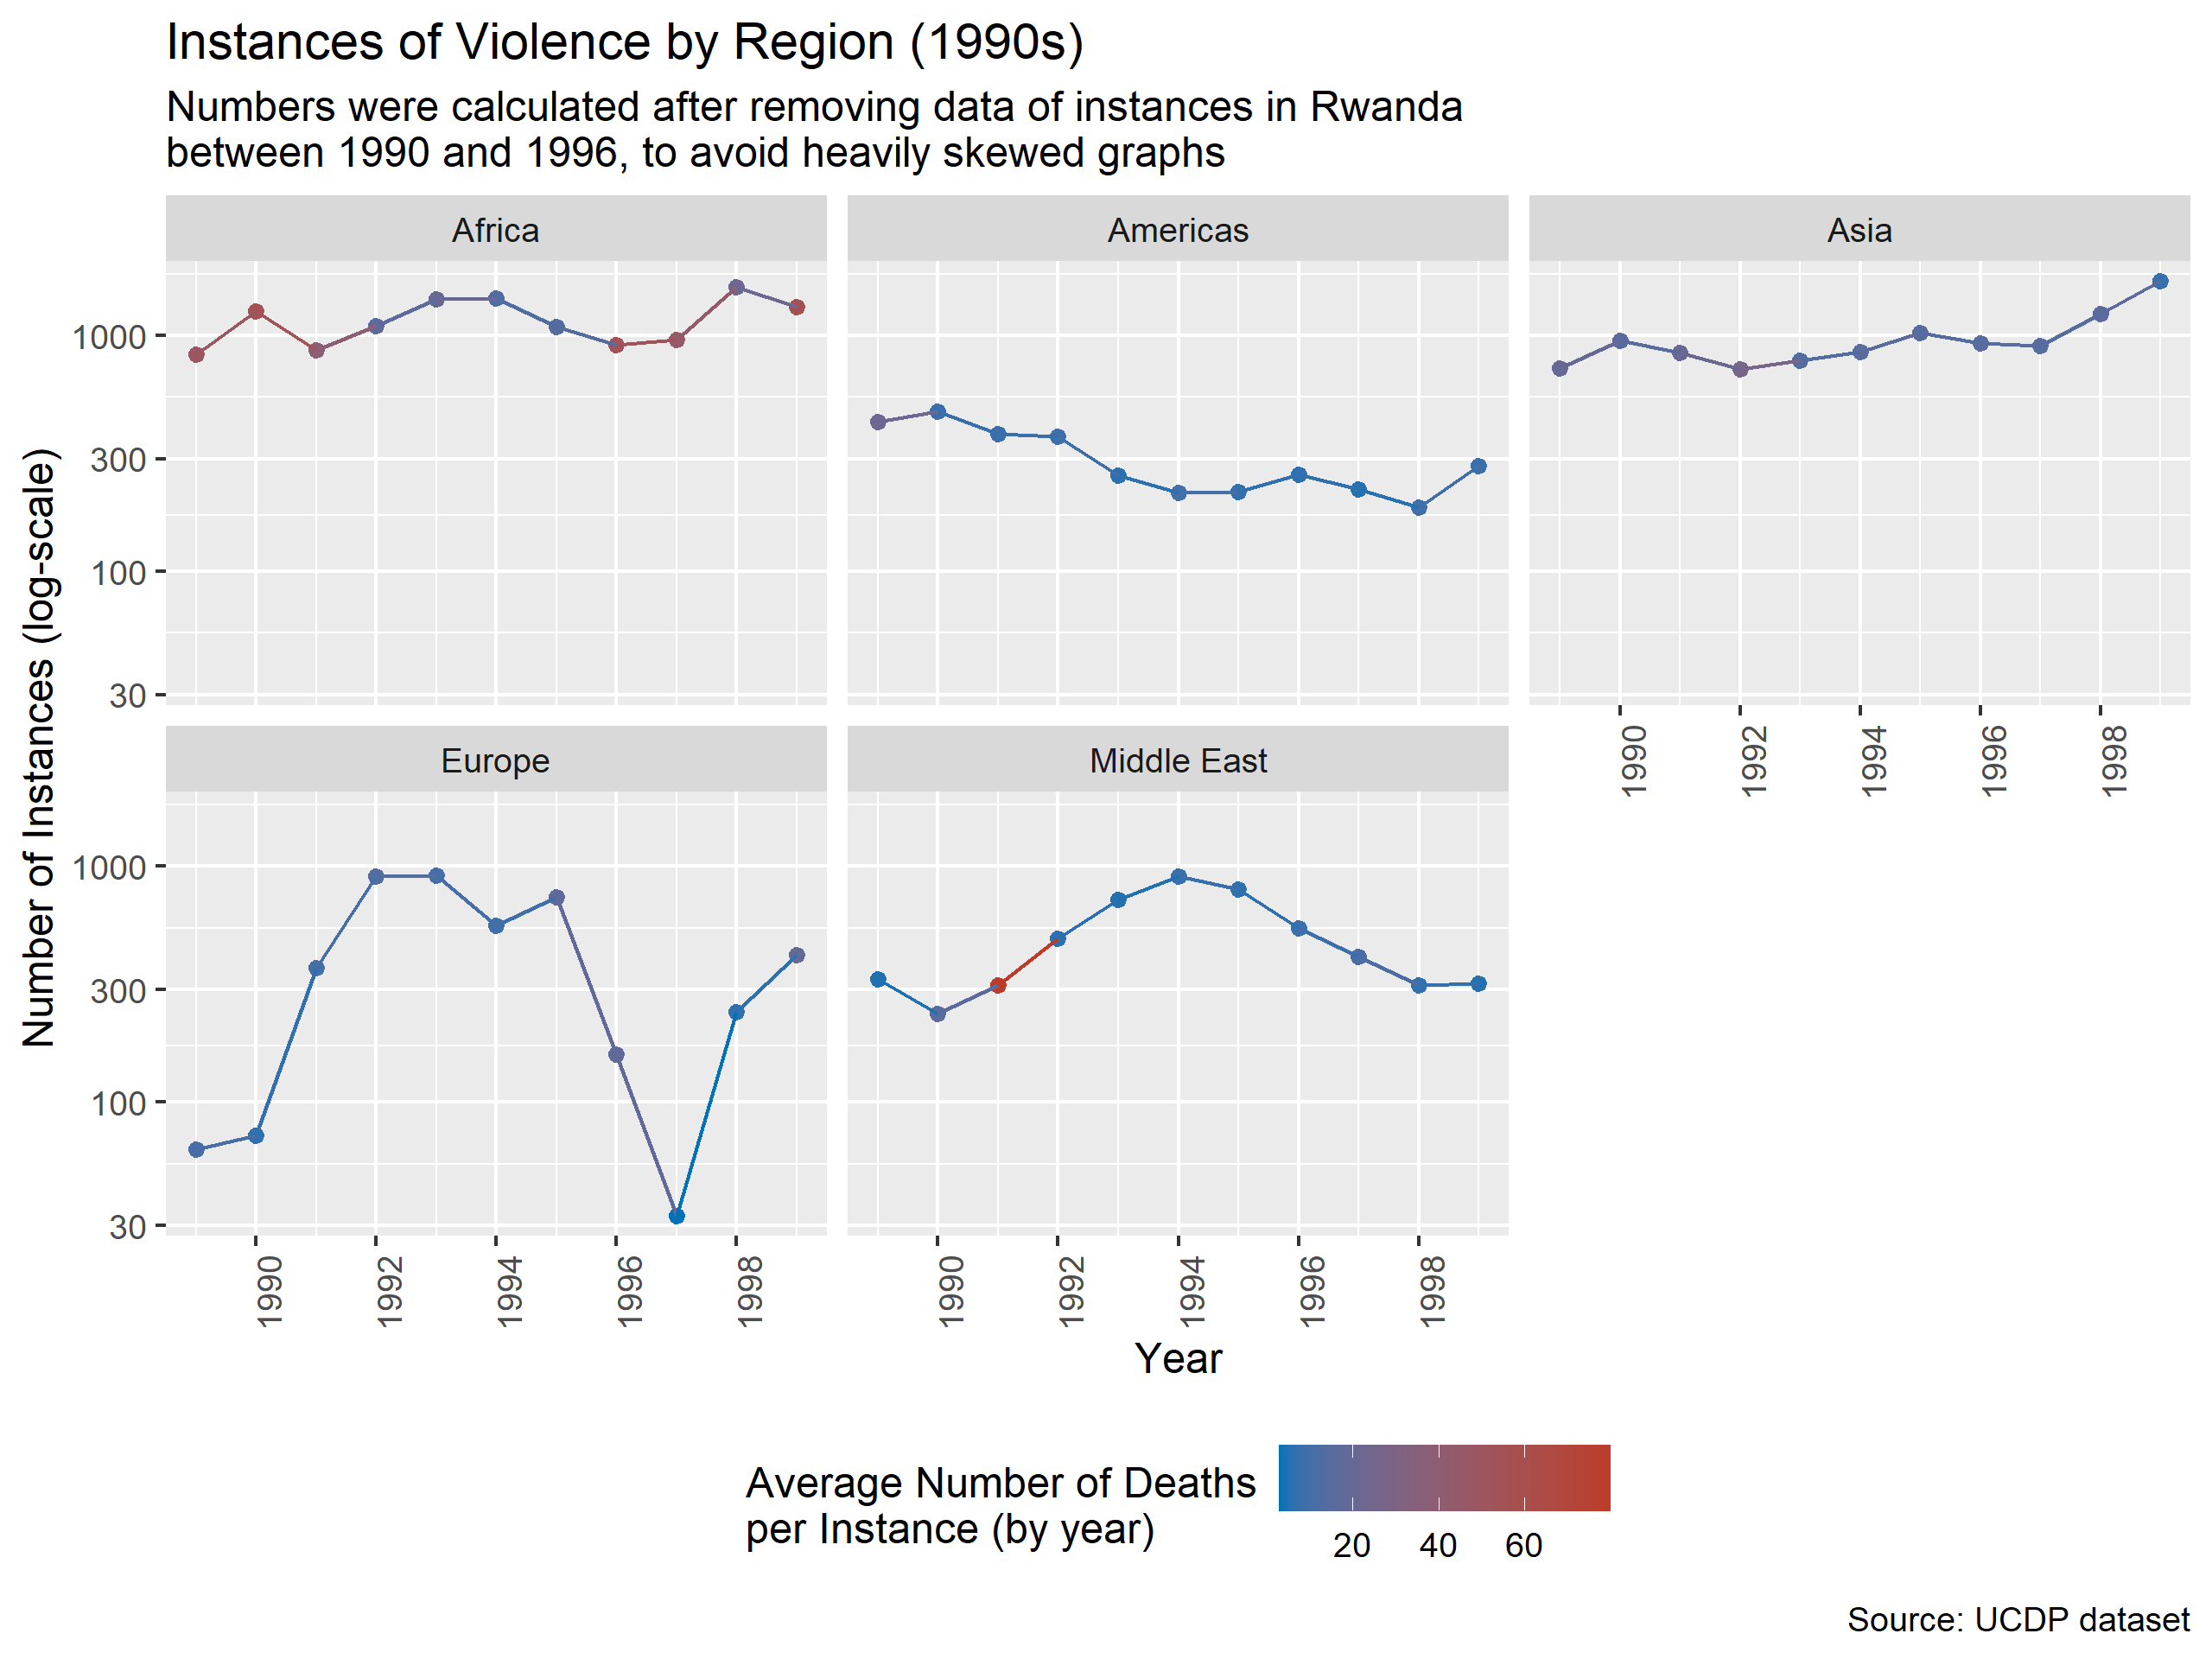 Instances of Violence by Region (1990s)
Numbers were calculated after removing data of instances in Rwanda
between 1990 and 1996, to avoid heavily skewed graphs
Africa
Americas
Asia
1000
300
100
30
1990
1992
1994
1996
1998
Europe
Middle East
1000
300
100
30
1990
1992
1994
1996
1998
1990
1992
1994
1996
1998
Number of Instances (log-scale)
Year
Average Number of Deaths
per Instance (by year)
20
40
60
Source: UCDP dataset